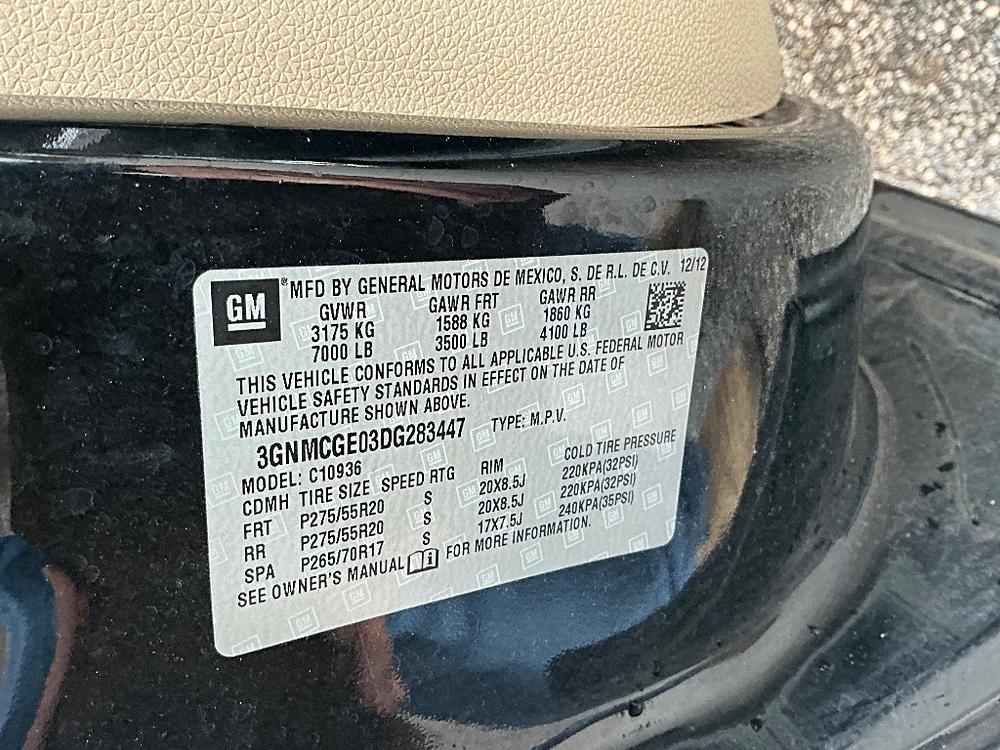 GM ® MFD BY GENERAL MOTORS DE MEXICO, S. DE R.L. DE C.V. 12/12
GVWR GAWR FRT GAWR RR
3175 KG 1588 KG 1860 KG
7000 LB 3500 LB 4100 LB
THIS VEHICLE CONFORMS TO ALL APPLICABLE U.S. FEDERAL MOTOR
VEHICLE SAFETY STANDARDS IN EFFECT ON THE DATE OF
MANUFACTURE SHOWN ABOVE.
3GNMCGE03DG283447 TYPE: M.P.V.
MODEL: C10936
CDMH TIRE SIZE SPEED RTG RIM COLD TIRE PRESSURE
FRT P275/55R20 S 20X8.5J 220KPA(32PSI)
RR P275/55R20 S 20X8.5J 220KPA(32PSI)
SPA P265/70R17 S 17X7.5J 240KPA(35PSI)
SEE OWNER'S MANUAL FOR MORE INFORMATION.